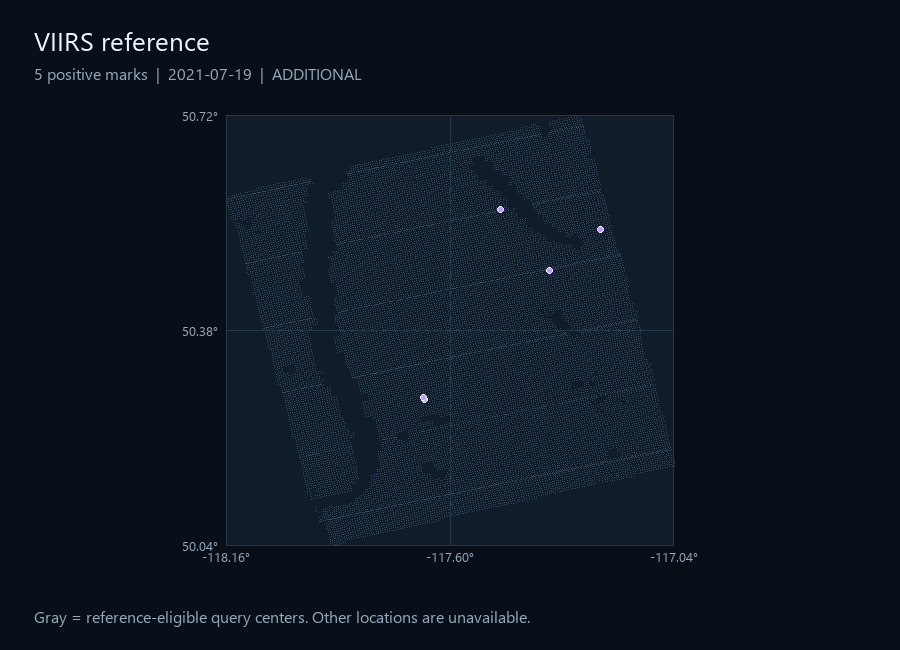 VIIRS reference
5 positive marks | 2021-07-19 | ADDITIONAL
50.72°
50.38°
50.04°
-118.16° -117.60° -117.04°
Gray = reference-eligible query centers. Other locations are unavailable.